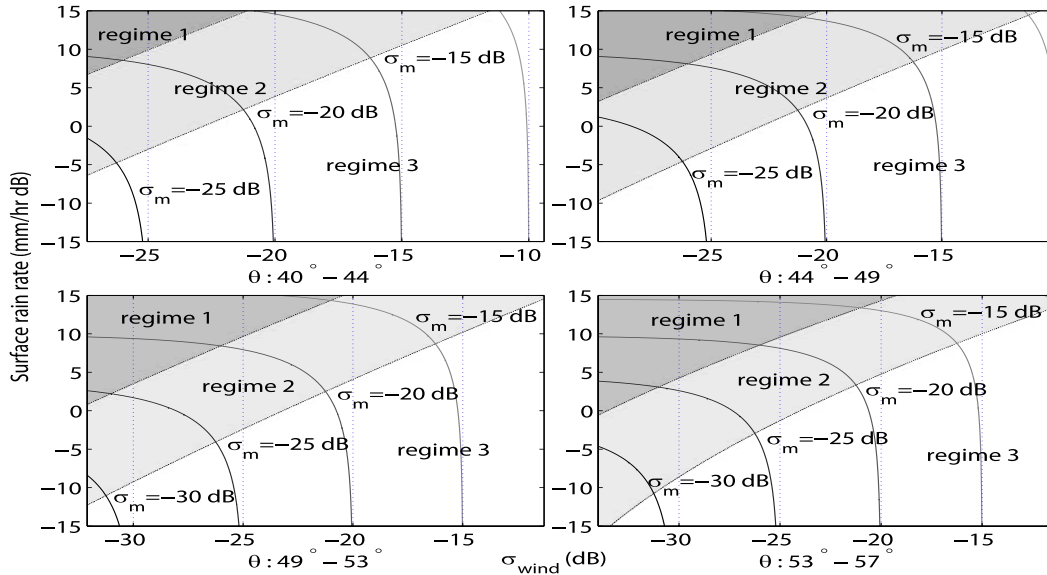 Surface rain rate (mm/hr dB)
15
10
5
0
−5
−10
−15
regime 1
regime 2
regime 3
σm=−15 dB
σm=−20 dB
σm=−25 dB
−25
−20
−15
−10
θ : 40° − 44°
15
10
5
0
−5
−10
−15
regime 1
regime 2
regime 3
σm=−15 dB
σm=−20 dB
σm=−25 dB
−25
−20
−15
θ : 44° − 49°
15
10
5
0
−5
−10
−15
regime 1
regime 2
regime 3
σm=−15 dB
σm=−20 dB
σm=−25 dB
σm=−30 dB
−30
−25
−20
−15
θ : 49° − 53°
15
10
5
0
−5
−10
−15
regime 1
regime 2
regime 3
σm=−15 dB
σm=−20 dB
σm=−25 dB
σm=−30 dB
−30
−25
−20
−15
θ : 53° − 57°
σwind (dB)